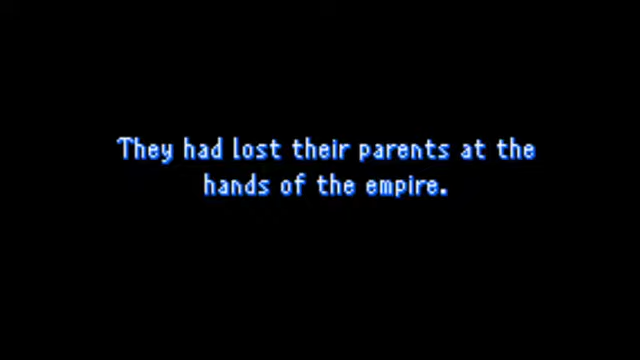 They had lost their parents at the
hands of the empire.